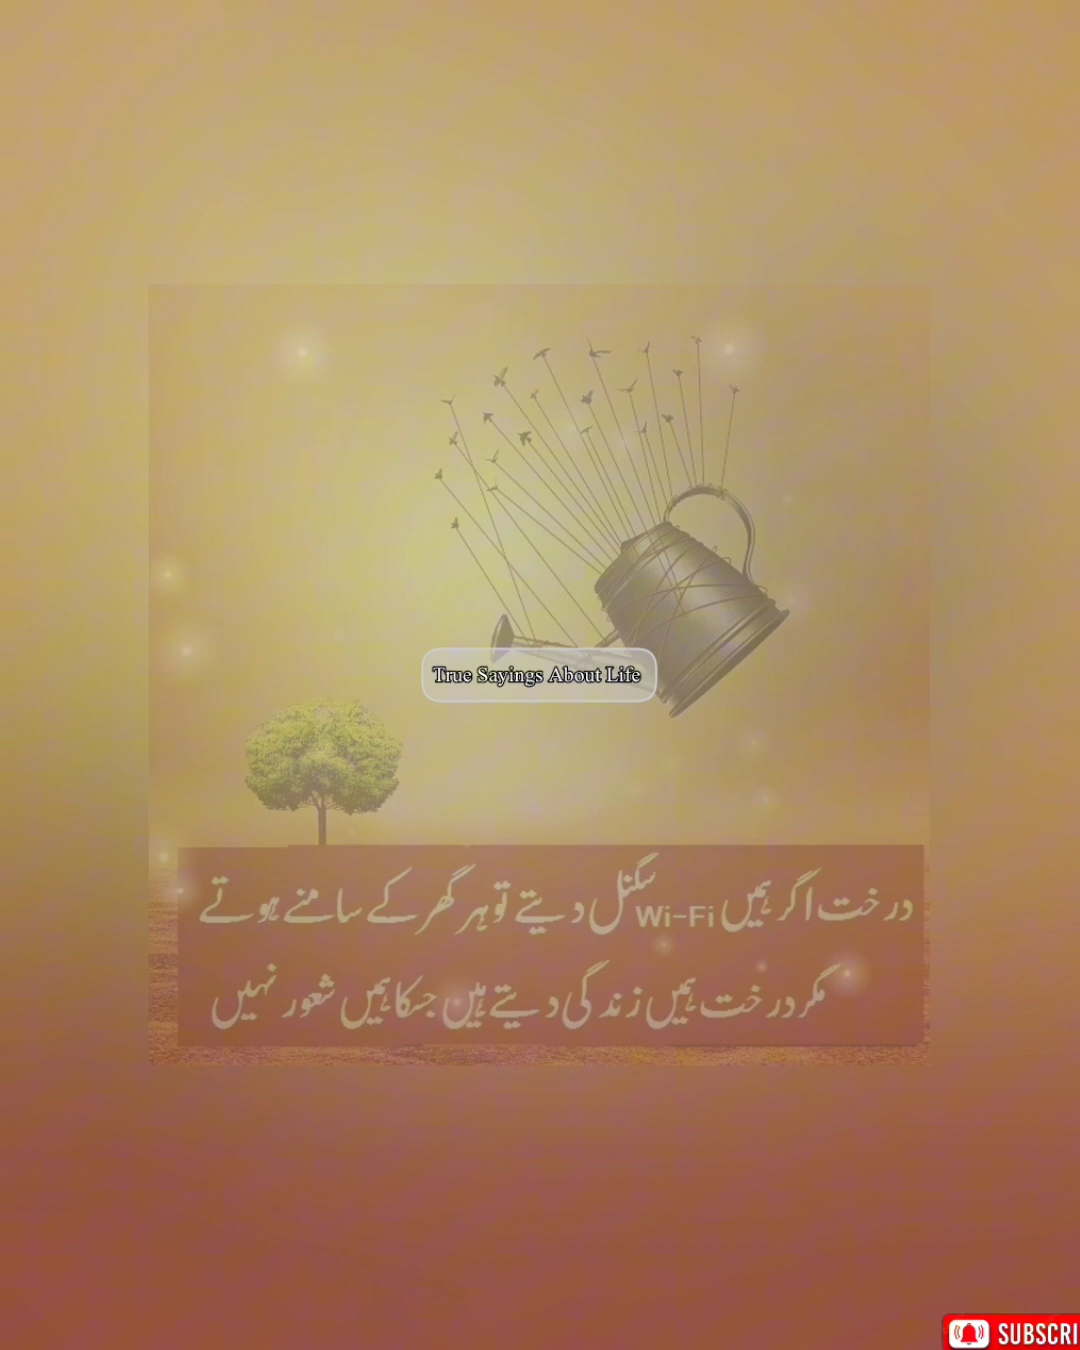 True Sayings About Life
درخت اگر ہمیں Wi-Fi سگنل دیتے تو ہر گھر کے سامنے ہوتے
مگر درخت ہمیں زندگی دیتے ہیں جسکا ہمیں شعور نہیں
SUBSCRI